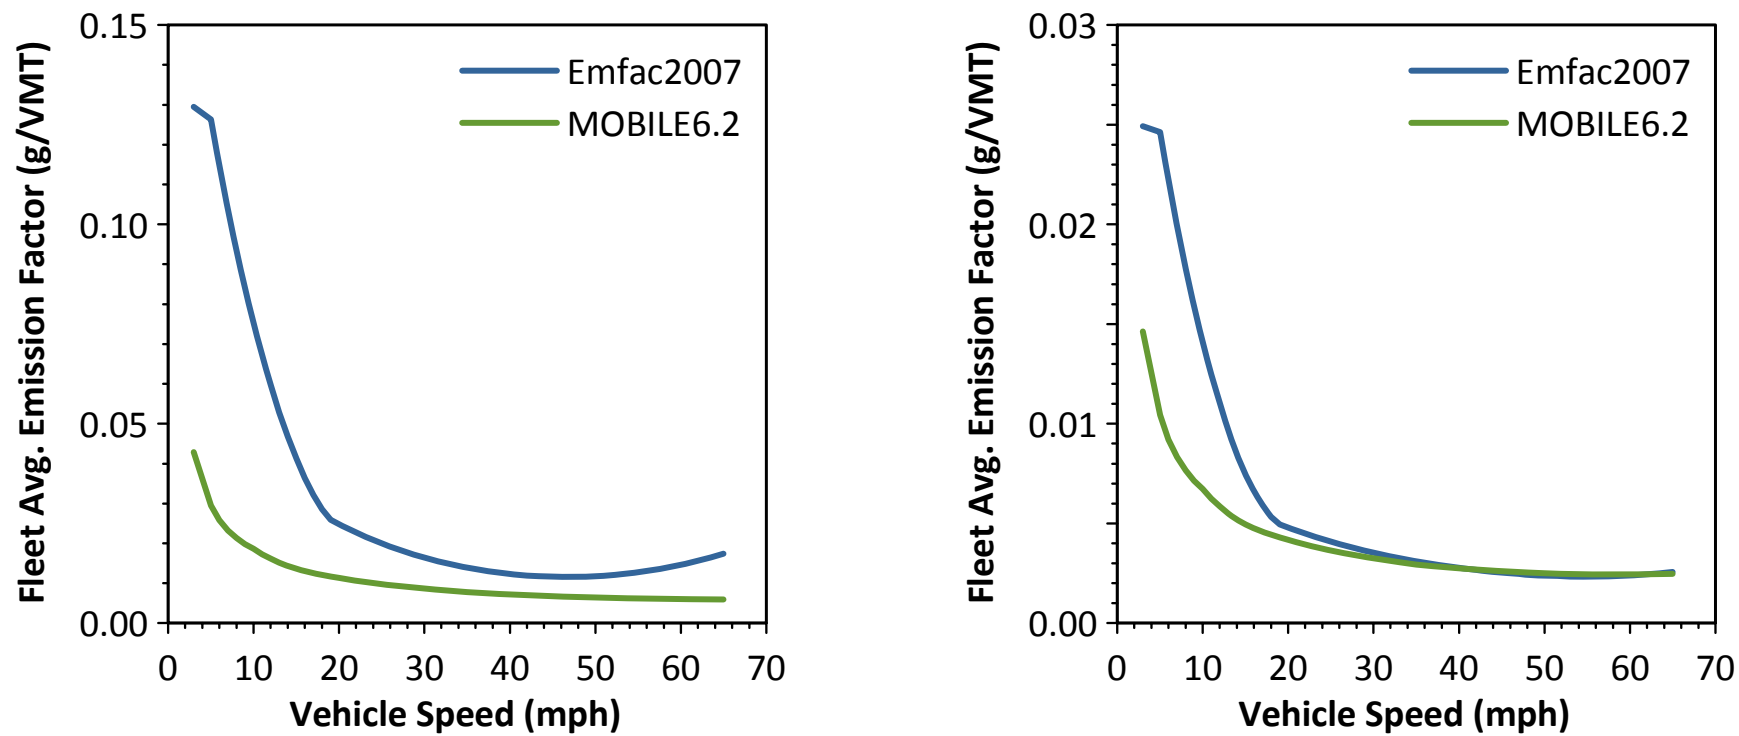 Fleet Avg. Emission Factor (g/VMT)
0.15
0.10
0.05
0.00
Emfac2007
MOBILE6.2
0 10 20 30 40 50 60 70
Vehicle Speed (mph)
Fleet Avg. Emission Factor (g/VMT)
0.03
0.02
0.01
0.00
Emfac2007
MOBILE6.2
0 10 20 30 40 50 60 70
Vehicle Speed (mph)